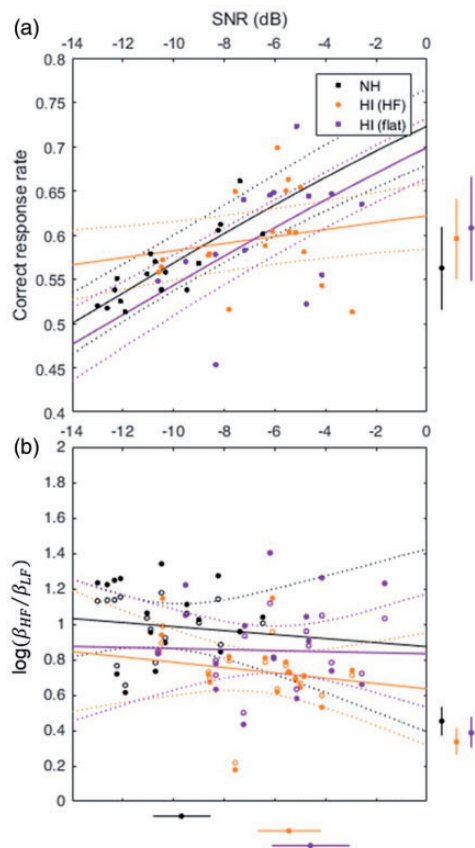 (a)
SNR (dB)
-14 -12 -10 -8 -6 -4 -2 0
0.8
0.75
0.7
0.65
0.6
0.55
0.5
0.45
0.4
Correct response rate
NH
HI (HF)
HI (flat)
-14 -12 -10 -8 -6 -4 -2 0
(b)
2
1.8
1.6
1.4
1.2
1
0.8
0.6
0.4
0.2
0
log(β_HF/β_LF)